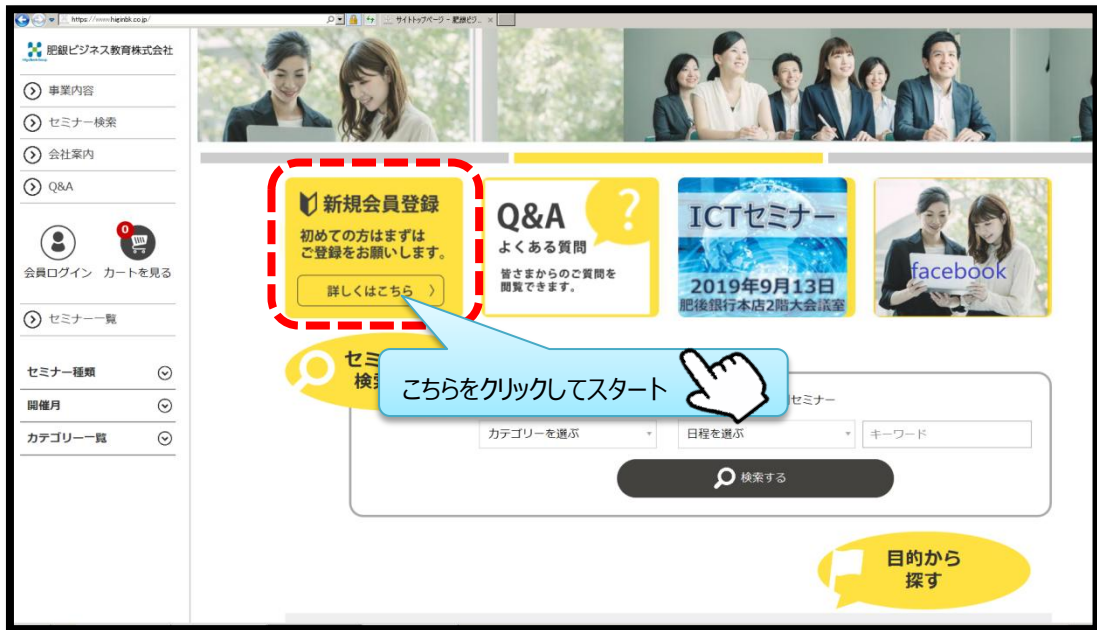 https://www.higinbk.co.jp/
サイトトップページ - 肥銀ビジ...
肥銀ビジネス教育株式会社
事業内容
セミナー検索
会社案内
Q&A
0
会員ログイン カートを見る
セミナー一覧
セミナー種類
開催月
カテゴリー一覧
新規会員登録
初めての方はまずは
ご登録をお願いします。
詳しくはこちら 〉
Q&A
よくある質問
皆さまからのご質問を
閲覧できます。
?
ICTセミナー
2019年9月13日
肥後銀行本店2階大会議室
facebook
こちらをクリックしてスタート
セミ
検索
セミナー
カテゴリーを選ぶ
日程を選ぶ
キーワード
検索する
目的から
探す